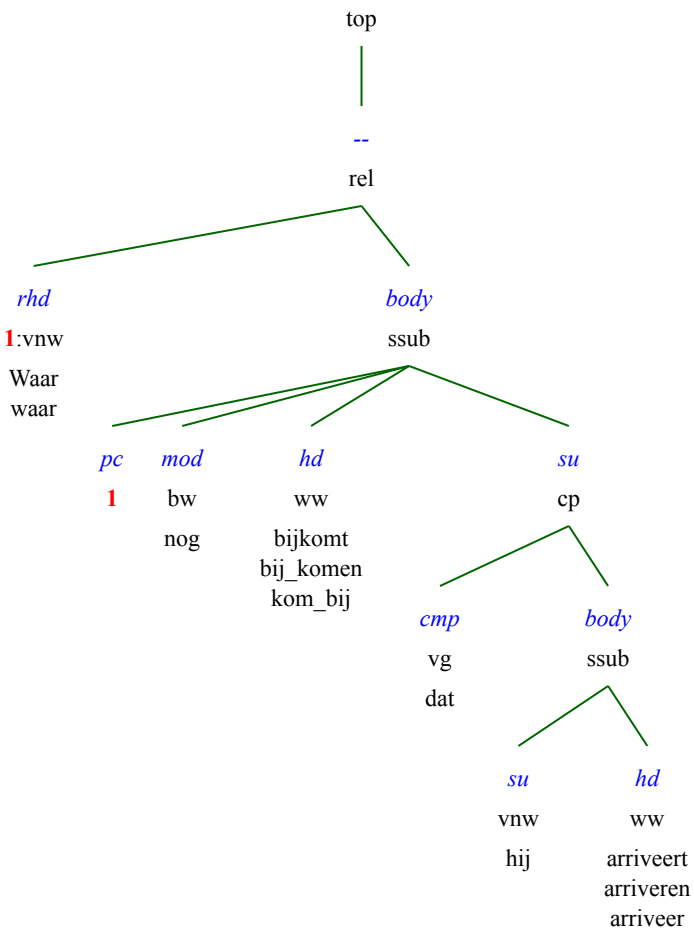 top
--
rel
rhd body
1:vnw ssub
Waar
waar
pc mod hd su
1 bw ww cp
nog bijkomt
bij_komen
kom_bij
cmp body
vg ssub
dat
su hd
vnw ww
hij arriveert
arriveren
arriveer